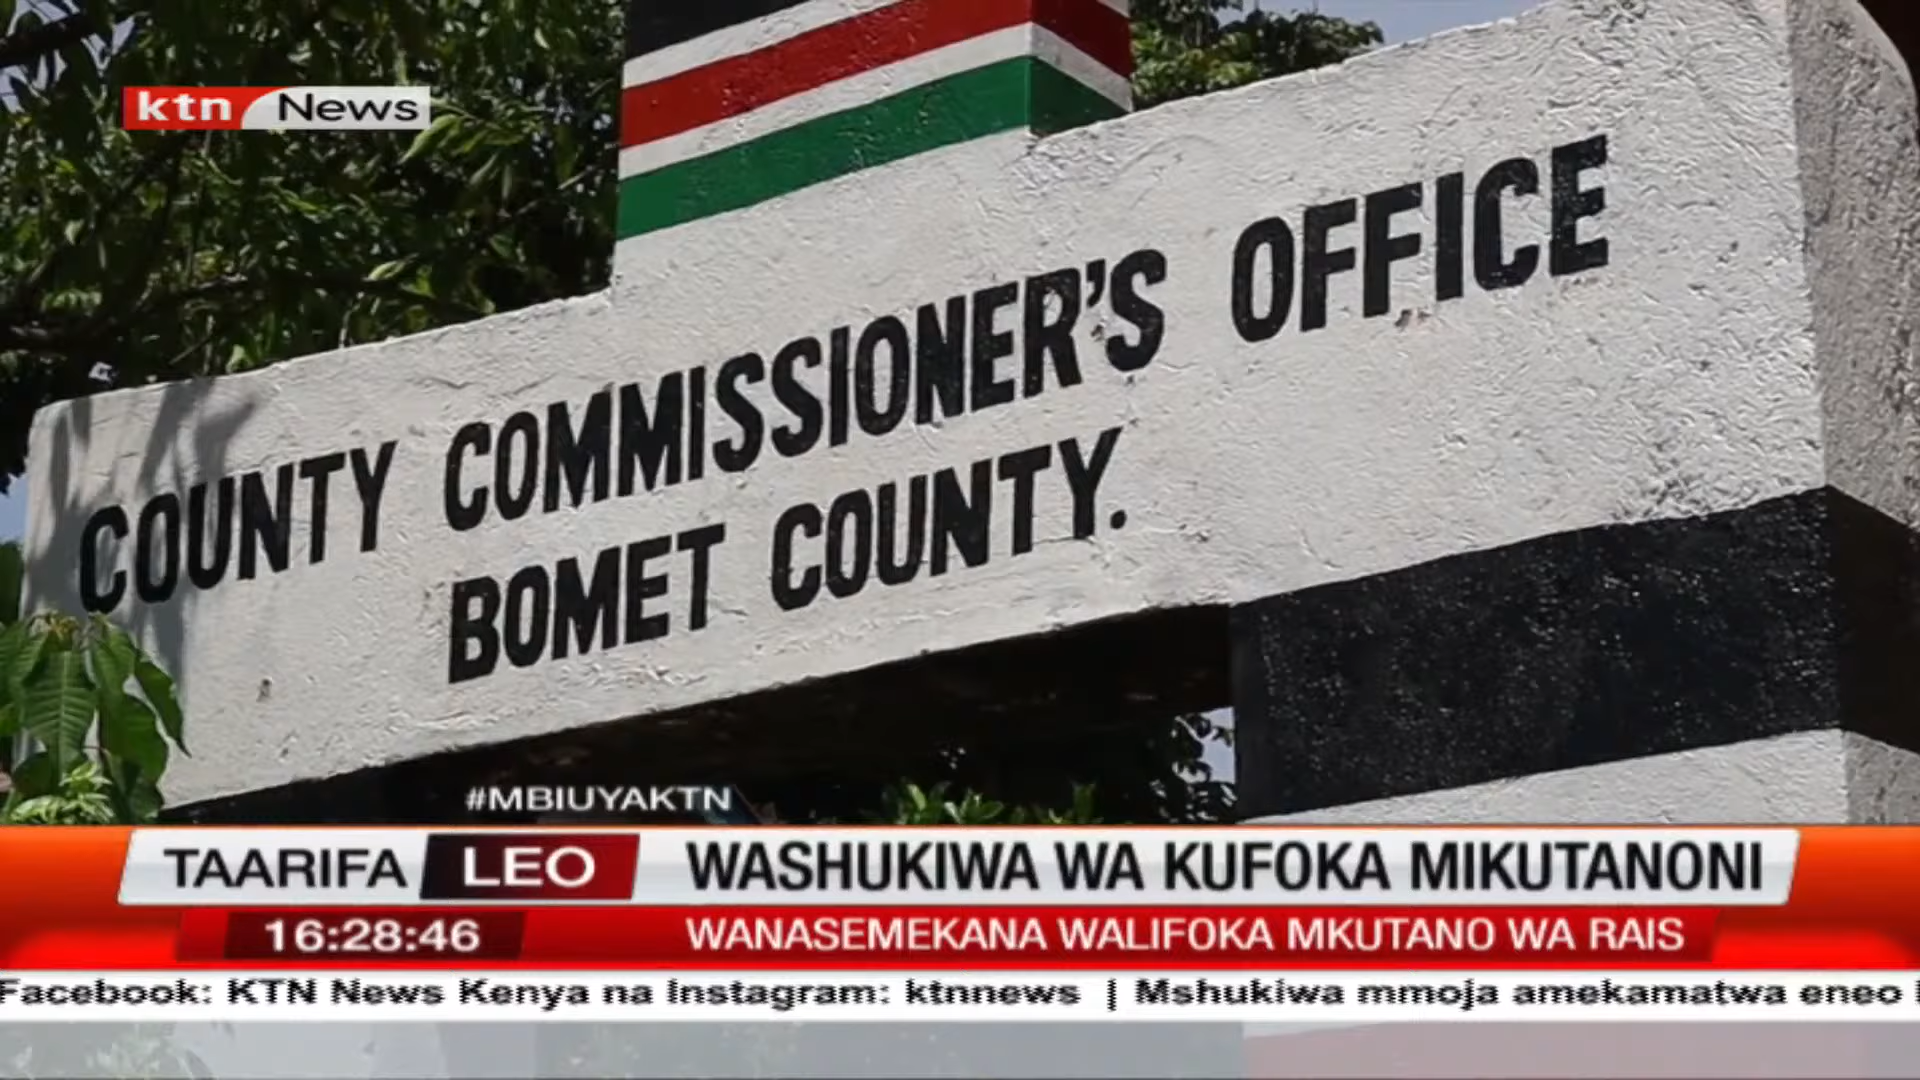 ktn News
COUNTY COMMISSIONER'S OFFICE
BOMET COUNTY.
#MBIUYAKTN
TAARIFA LEO
WASHUKIWA WA KUFOKA MIKUTANONI
16:28:46
WANASEMEKANA WALIFOKA MKUTANO WA RAIS
Facebook: KTN News Kenya na Instagram: ktnnews | Mshukiwa mmoja amekamatwa eneo